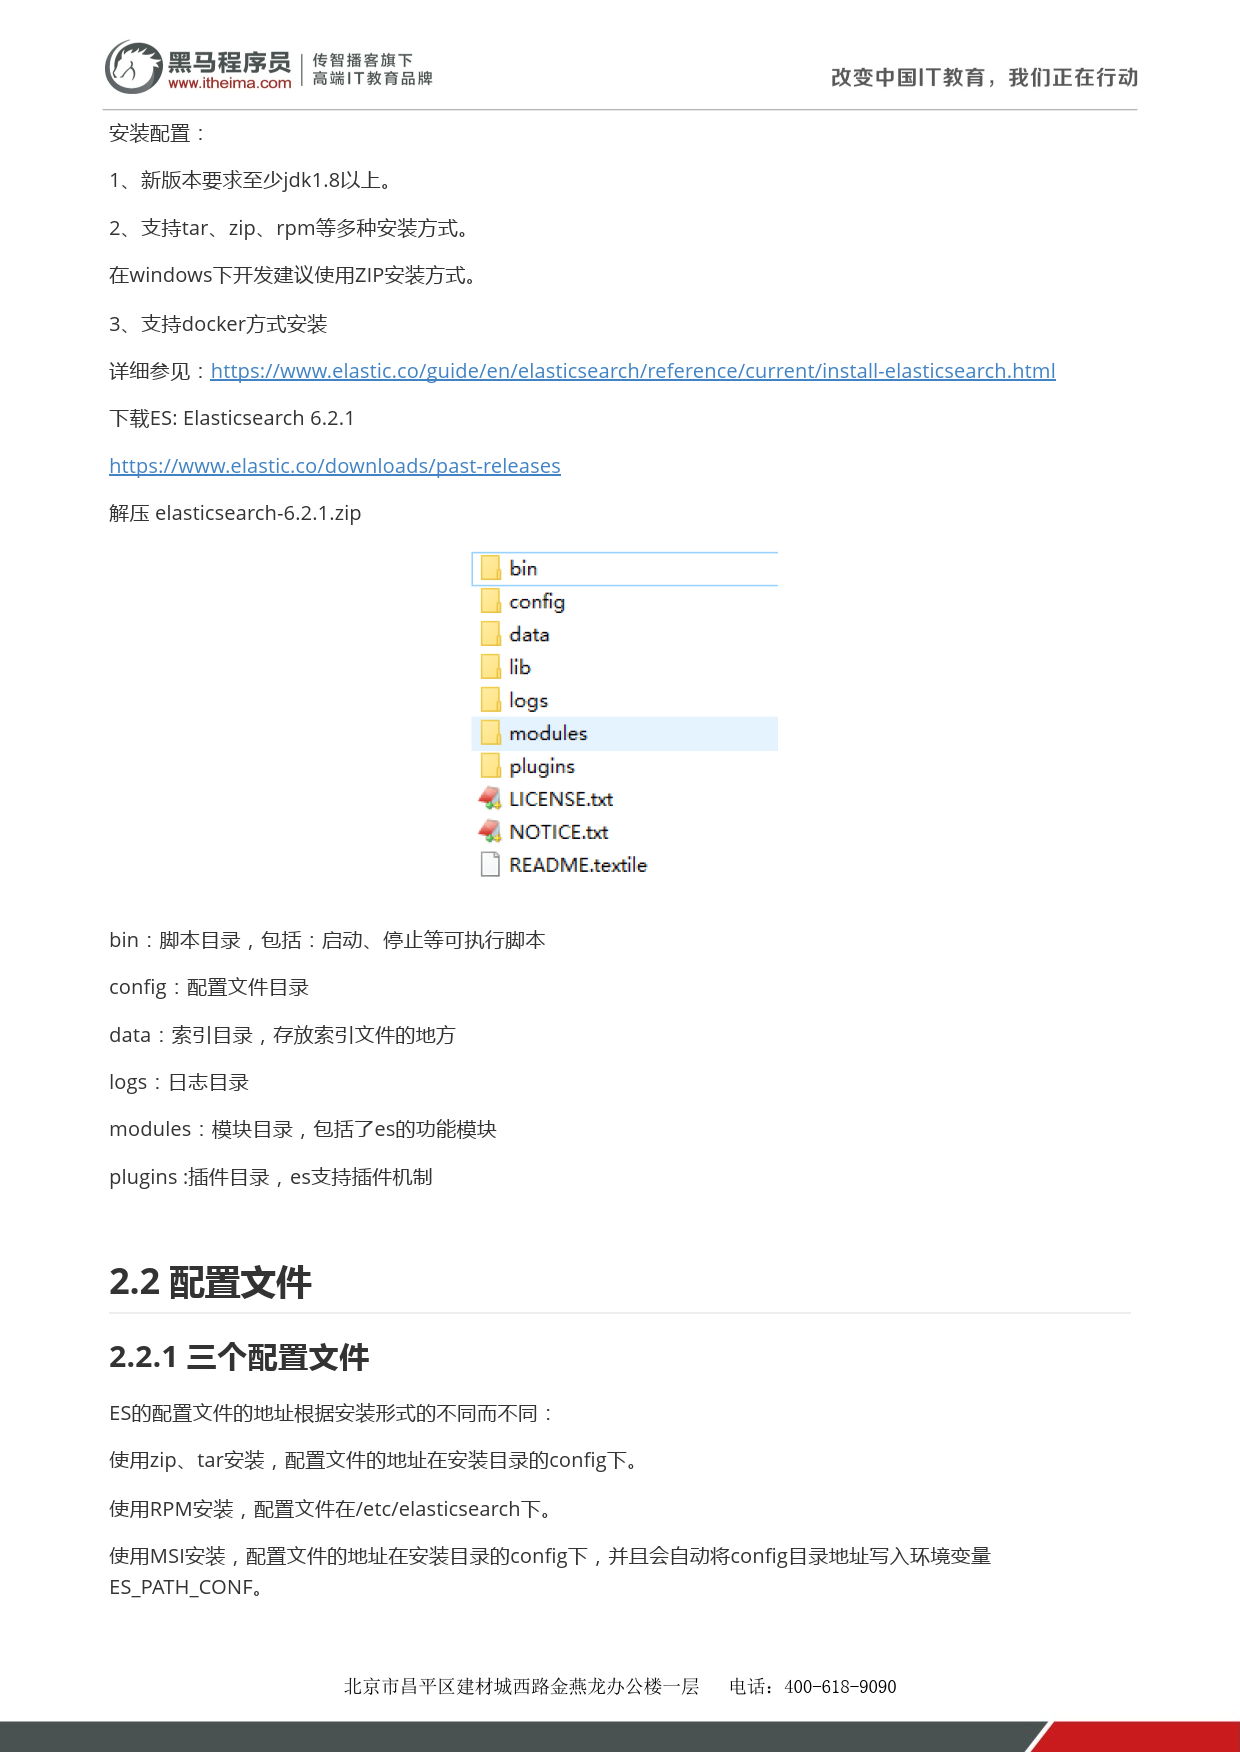 黑马程序员
www.itheima.com
传智播客旗下
高端IT教育品牌
改变中国IT教育，我们正在行动
安装配置：
1、新版本要求至少jdk1.8以上。
2、支持tar、zip、rpm等多种安装方式。
在windows下开发建议使用ZIP安装方式。
3、支持docker方式安装
详细参见：https://www.elastic.co/guide/en/elasticsearch/reference/current/install-elasticsearch.html
下载ES: Elasticsearch 6.2.1
https://www.elastic.co/downloads/past-releases
解压 elasticsearch-6.2.1.zip
bin
config
data
lib
logs
modules
plugins
LICENSE.txt
NOTICE.txt
README.textile
bin：脚本目录，包括：启动、停止等可执行脚本
config：配置文件目录
data：索引目录，存放索引文件的地方
logs：日志目录
modules：模块目录，包括了es的功能模块
plugins :插件目录，es支持插件机制
2.2 配置文件
2.2.1 三个配置文件
ES的配置文件的地址根据安装形式的不同而不同：
使用zip、tar安装，配置文件的地址在安装目录的config下。
使用RPM安装，配置文件在/etc/elasticsearch下。
使用MSI安装，配置文件的地址在安装目录的config下，并且会自动将config目录地址写入环境变量
ES_PATH_CONF。
北京市昌平区建材城西路金燕龙办公楼一层 电话：400-618-9090